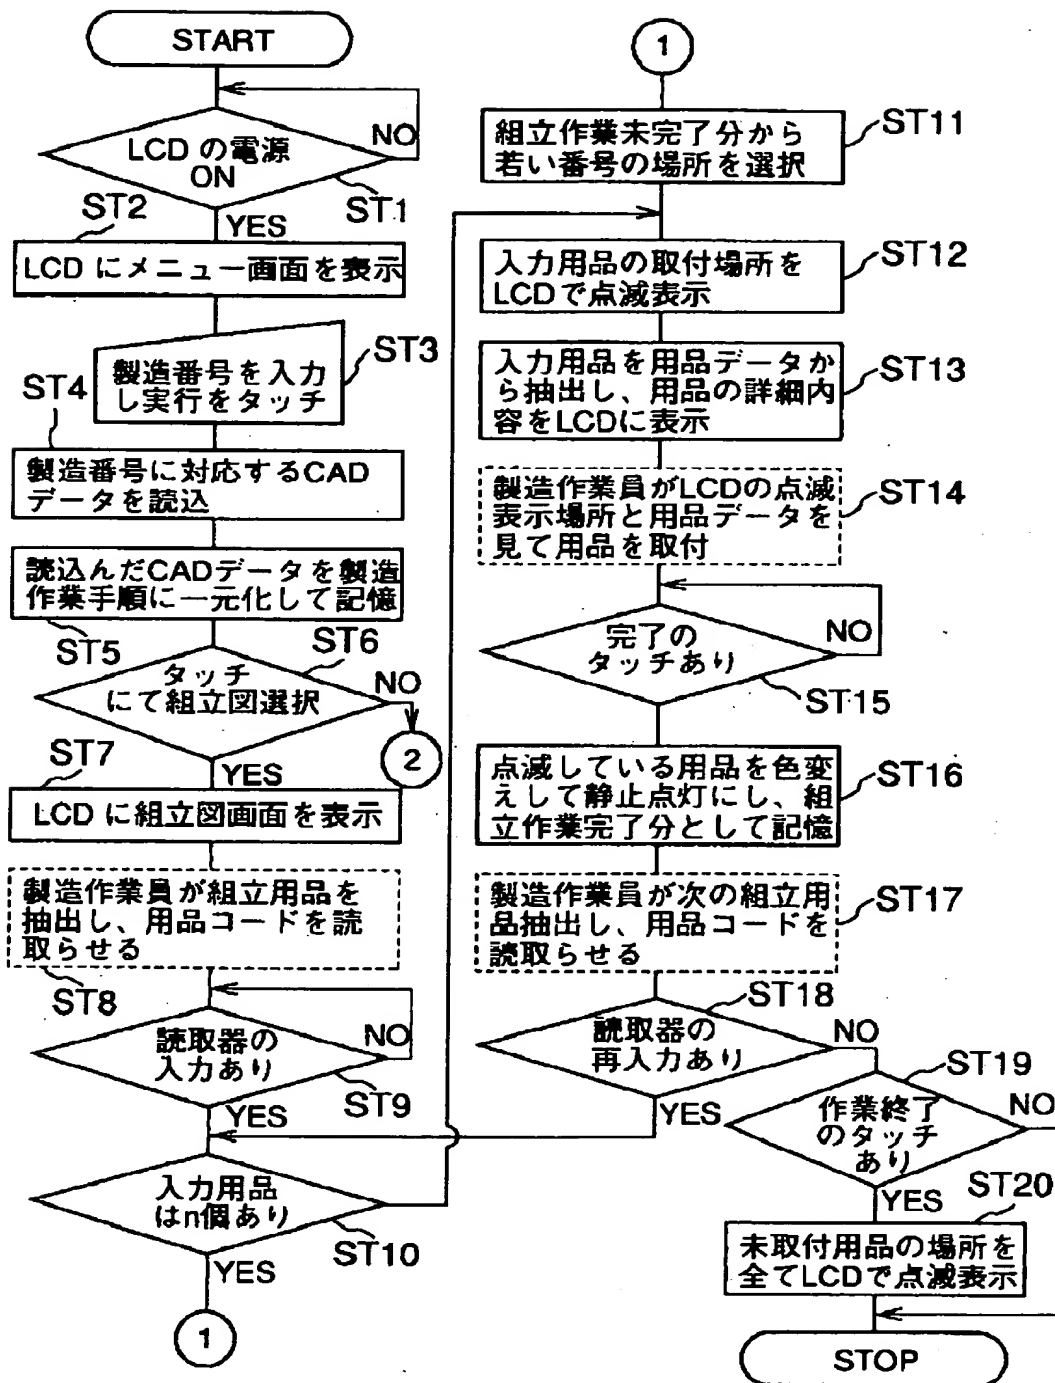 START
NO
LCDの電源
ON
ST1
ST2
YES
LCDにメニュー画面を表示
ST3
製造番号を入力
し実行をタッチ
ST4
製造番号に対応するCAD
データを読込
読込んだCADデータを製造
作業手順に一元化して記憶
ST5
ST6
タッチ
にて組立図選択
NO
2
ST7
YES
LCDに組立図画面を表示
製造作業員が組立用品を
抽出し、用品コードを読
取らせる
ST8
読取器の
入力あり
NO
ST9
YES
入力用品
はn個あり
ST10
YES
1
1
組立作業未完了分から
若い番号の場所を選択
ST11
入力用品の取付場所を
LCDで点滅表示
ST12
入力用品を用品データか
ら抽出し、用品の詳細内
容をLCDに表示
ST13
製造作業員がLCDの点滅
表示場所と用品データを
見て用品を取付
ST14
完了の
タッチあり
NO
ST15
点滅している用品を色変
えして静止点灯にし、組
立作業完了分として記憶
ST16
製造作業員が次の組立用
品抽出し、用品コードを
読取らせる
ST17
ST18
読取器の
再入力あり
NO
YES
ST19
作業終了
のタッチ
あり
NO
YES
ST20
未取付用品の場所を
全てLCDで点滅表示
STOP